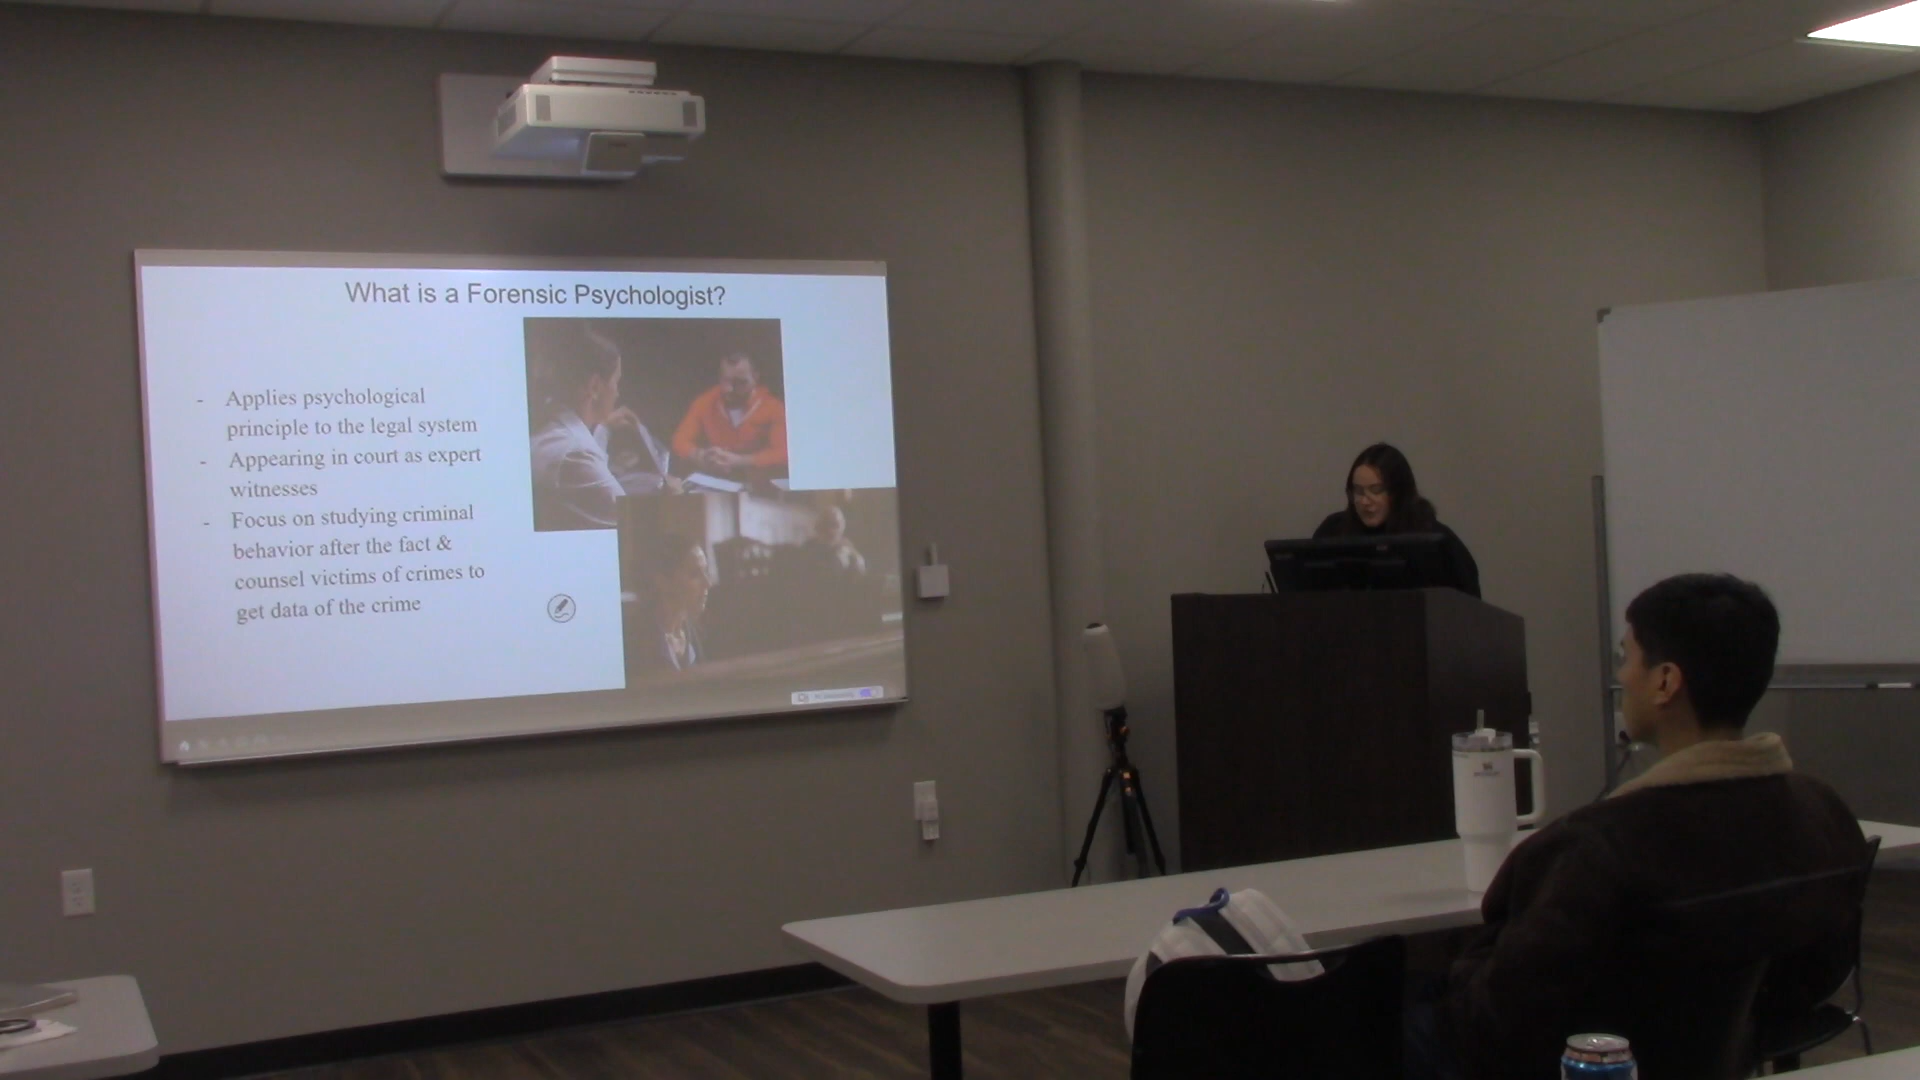 What is a Forensic Psychologist?
- Applies psychological
principle to the legal system
- Appearing in court as expert
witnesses
- Focus on studying criminal
behavior after the fact &
counsel victims of crimes to
get data of the crime